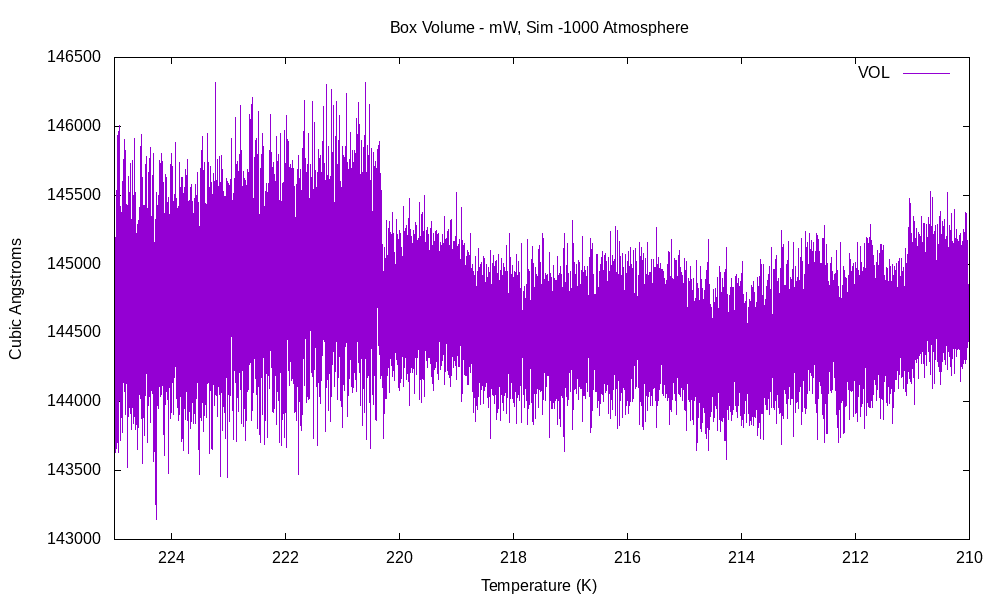 Box Volume - mW, Sim -1000 Atmosphere
VOL
146500
146000
145500
145000
144500
144000
143500
143000
Cubic Angstroms
224 222 220 218 216 214 212 210
Temperature (K)